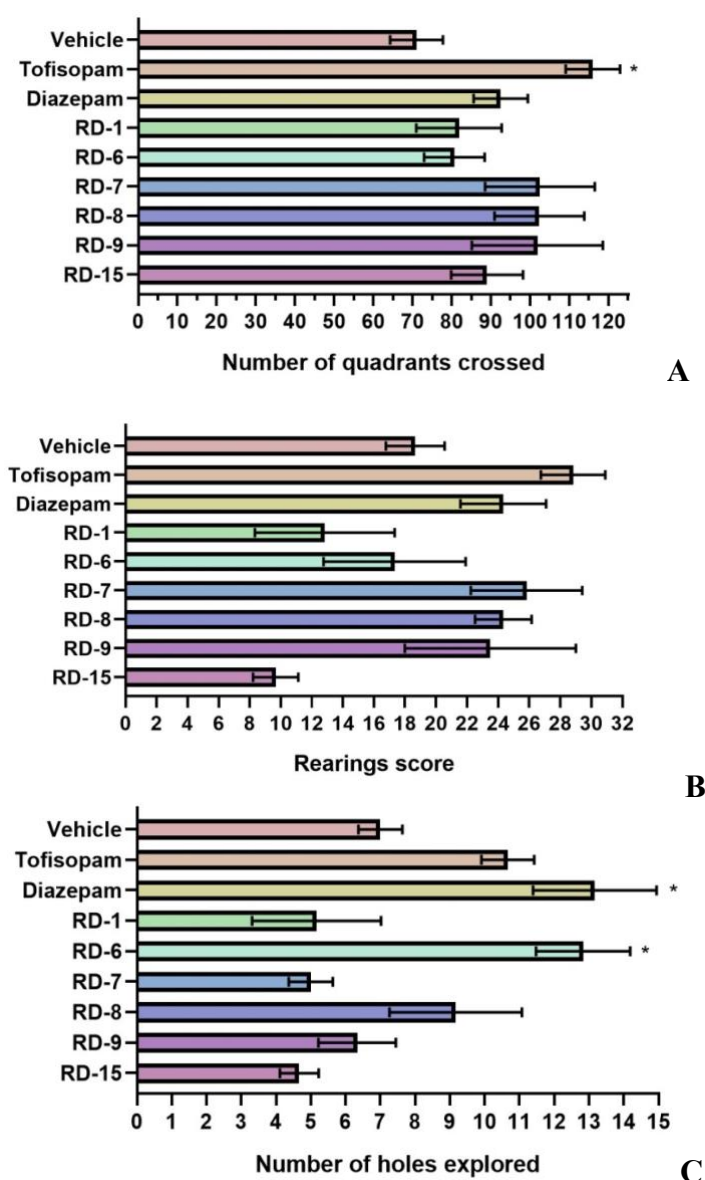 Vehicle
Tofisopam *
Diazepam
RD-1
RD-6
RD-7
RD-8
RD-9
RD-15
0 10 20 30 40 50 60 70 80 90 100 110 120
Number of quadrants crossed
A
Vehicle
Tofisopam
Diazepam
RD-1
RD-6
RD-7
RD-8
RD-9
RD-15
0 2 4 6 8 10 12 14 16 18 20 22 24 26 28 30 32
Rearings score
B
Vehicle
Tofisopam
Diazepam *
RD-1
RD-6 *
RD-7
RD-8
RD-9
RD-15
0 1 2 3 4 5 6 7 8 9 10 11 12 13 14 15
Number of holes explored
C